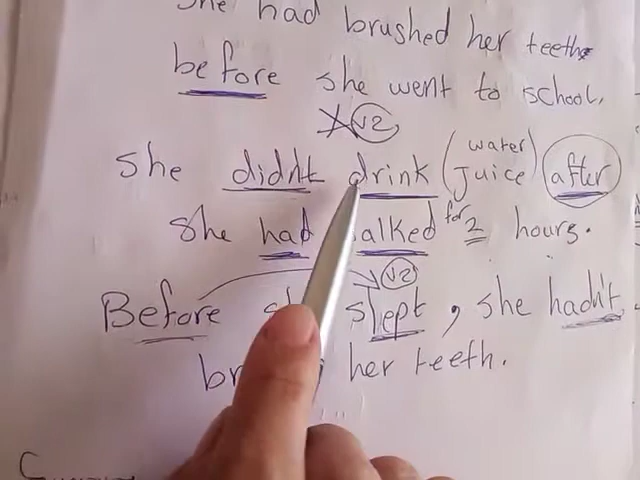 She had brushed her teeth
before she went to school.
V2
water
She didn't drink (Juice) after
she had walked for 2 hours.
V2
Before slept, she hadn't
her teeth.